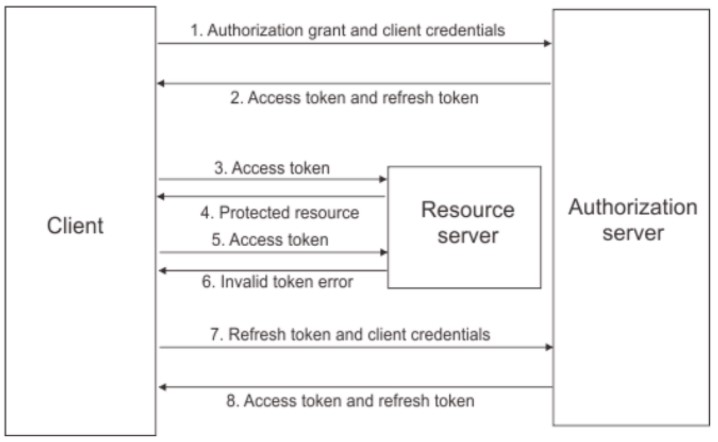 1. Authorization grant and client credentials
2. Access token and refresh token
3. Access token
4. Protected resource
5. Access token
6. Invalid token error
7. Refresh token and client credentials
8. Access token and refresh token
Client
Resource
server
Authorization
server